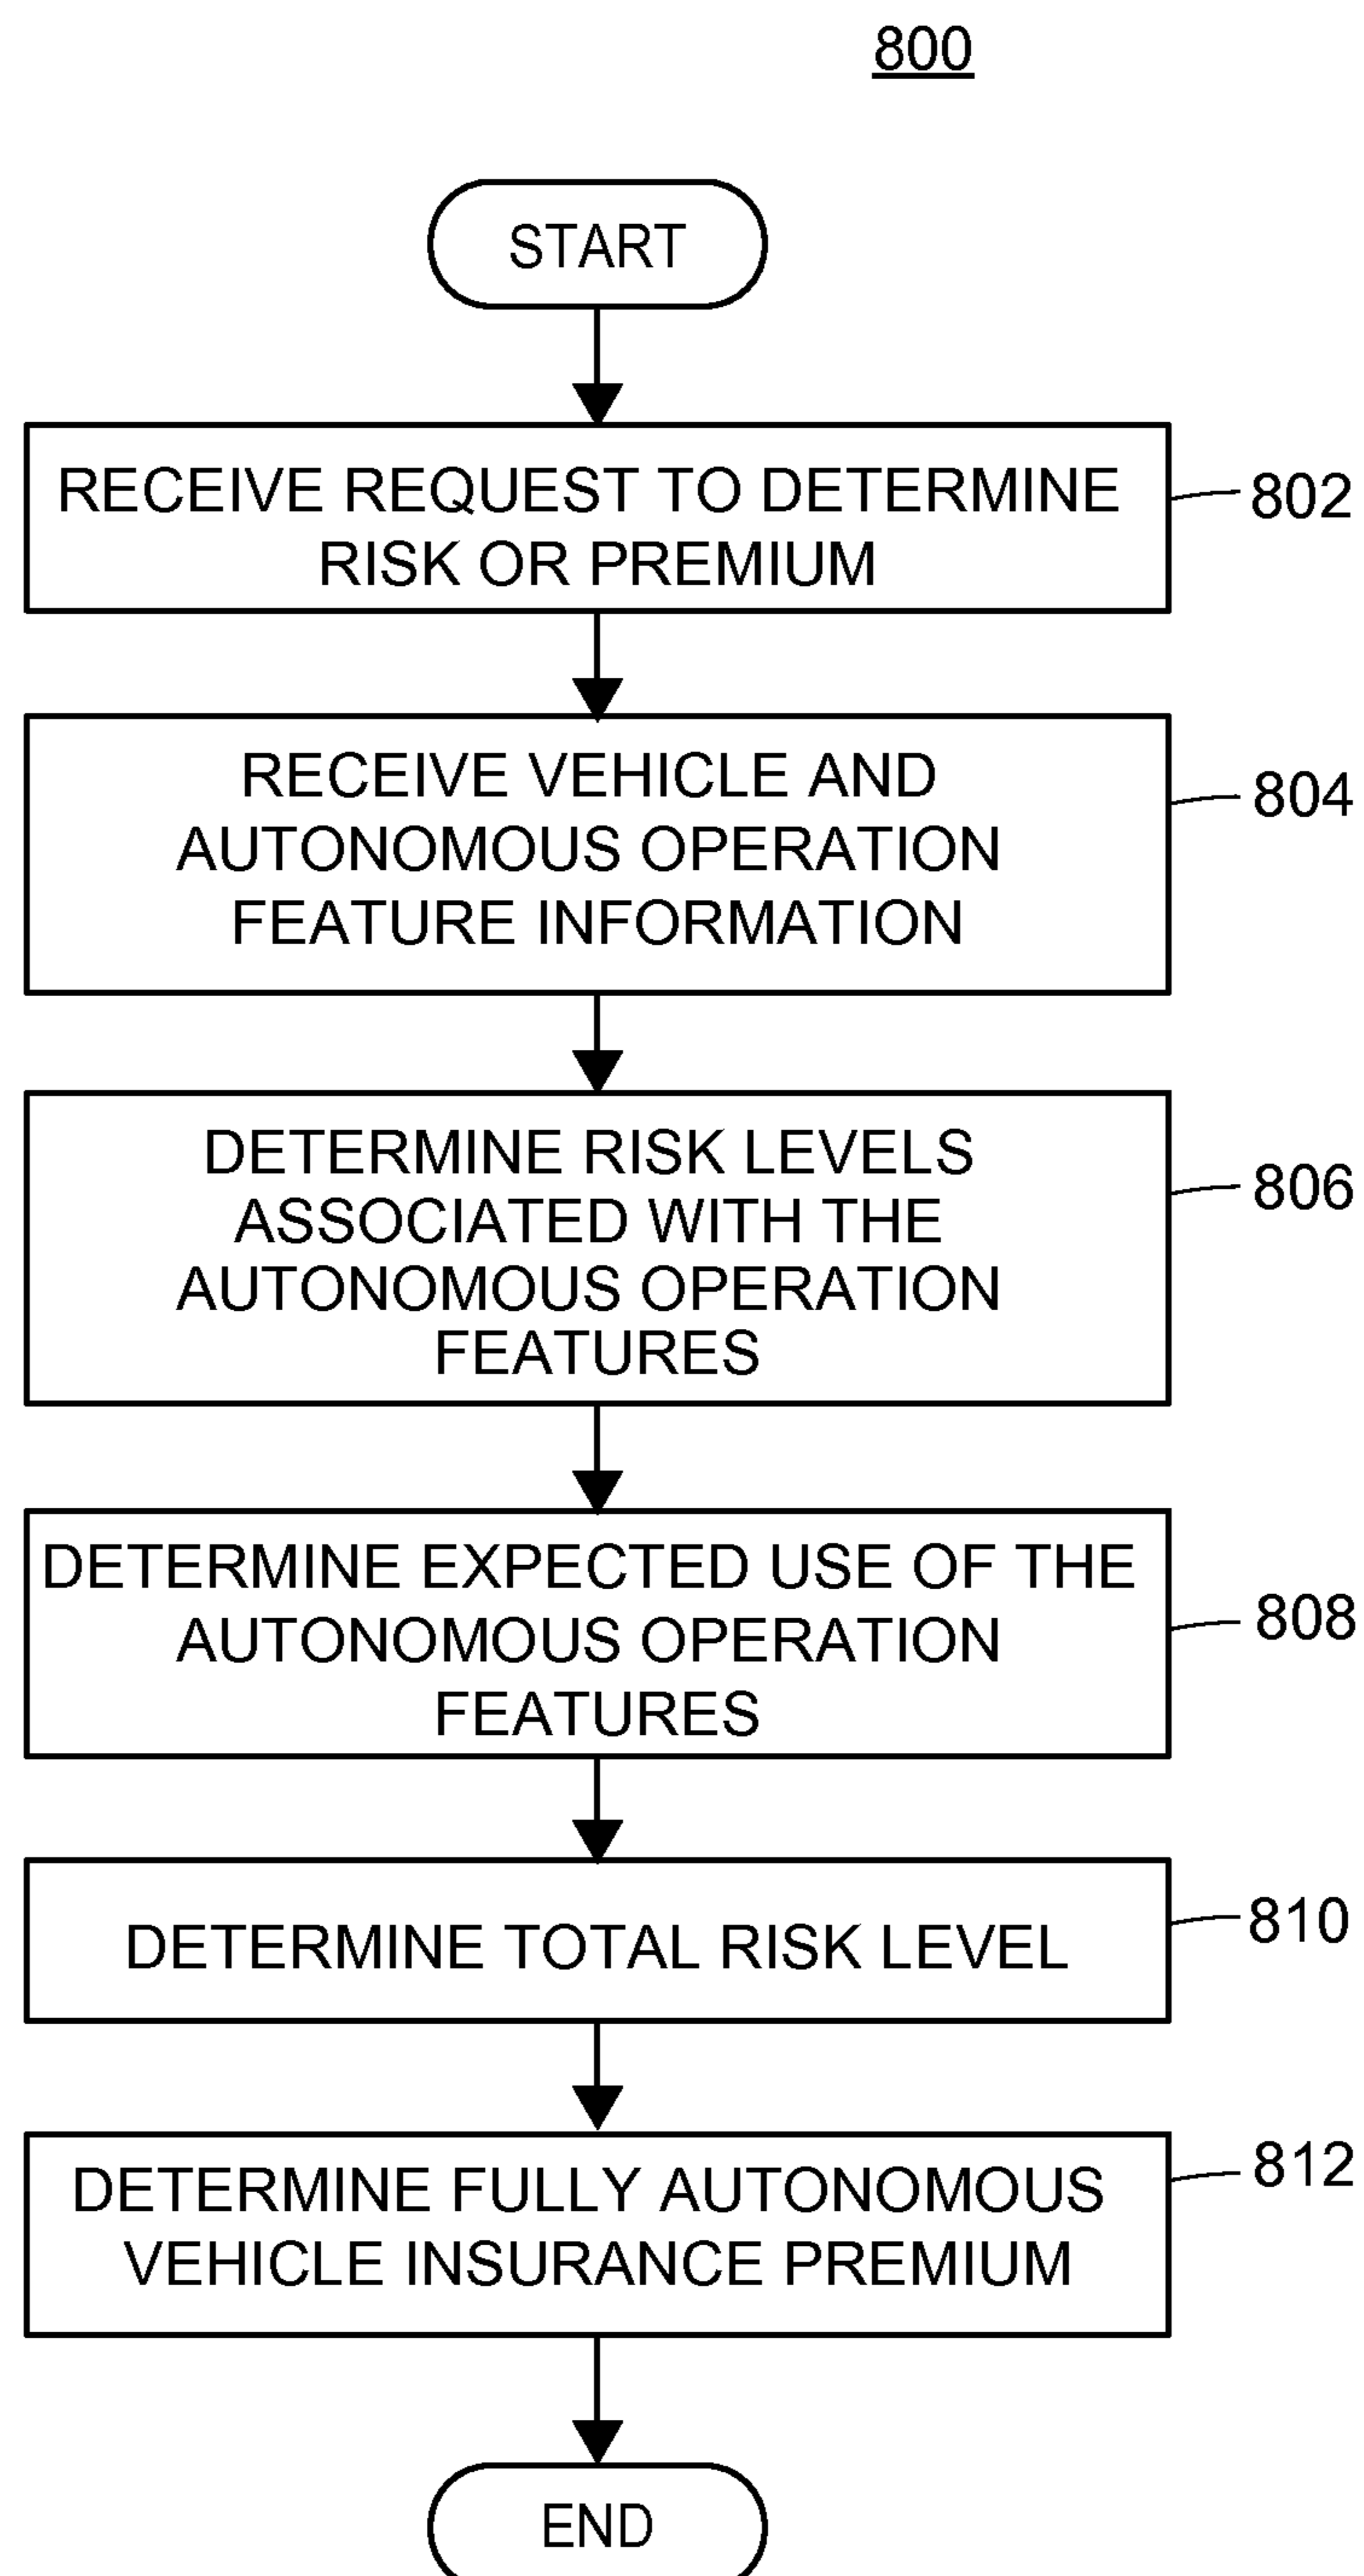 800
START
RECEIVE REQUEST TO DETERMINE
RISK OR PREMIUM
802
RECEIVE VEHICLE AND
AUTONOMOUS OPERATION
FEATURE INFORMATION
804
DETERMINE RISK LEVELS
ASSOCIATED WITH THE
AUTONOMOUS OPERATION
FEATURES
806
DETERMINE EXPECTED USE OF THE
AUTONOMOUS OPERATION
FEATURES
808
DETERMINE TOTAL RISK LEVEL
810
DETERMINE FULLY AUTONOMOUS
VEHICLE INSURANCE PREMIUM
812
END